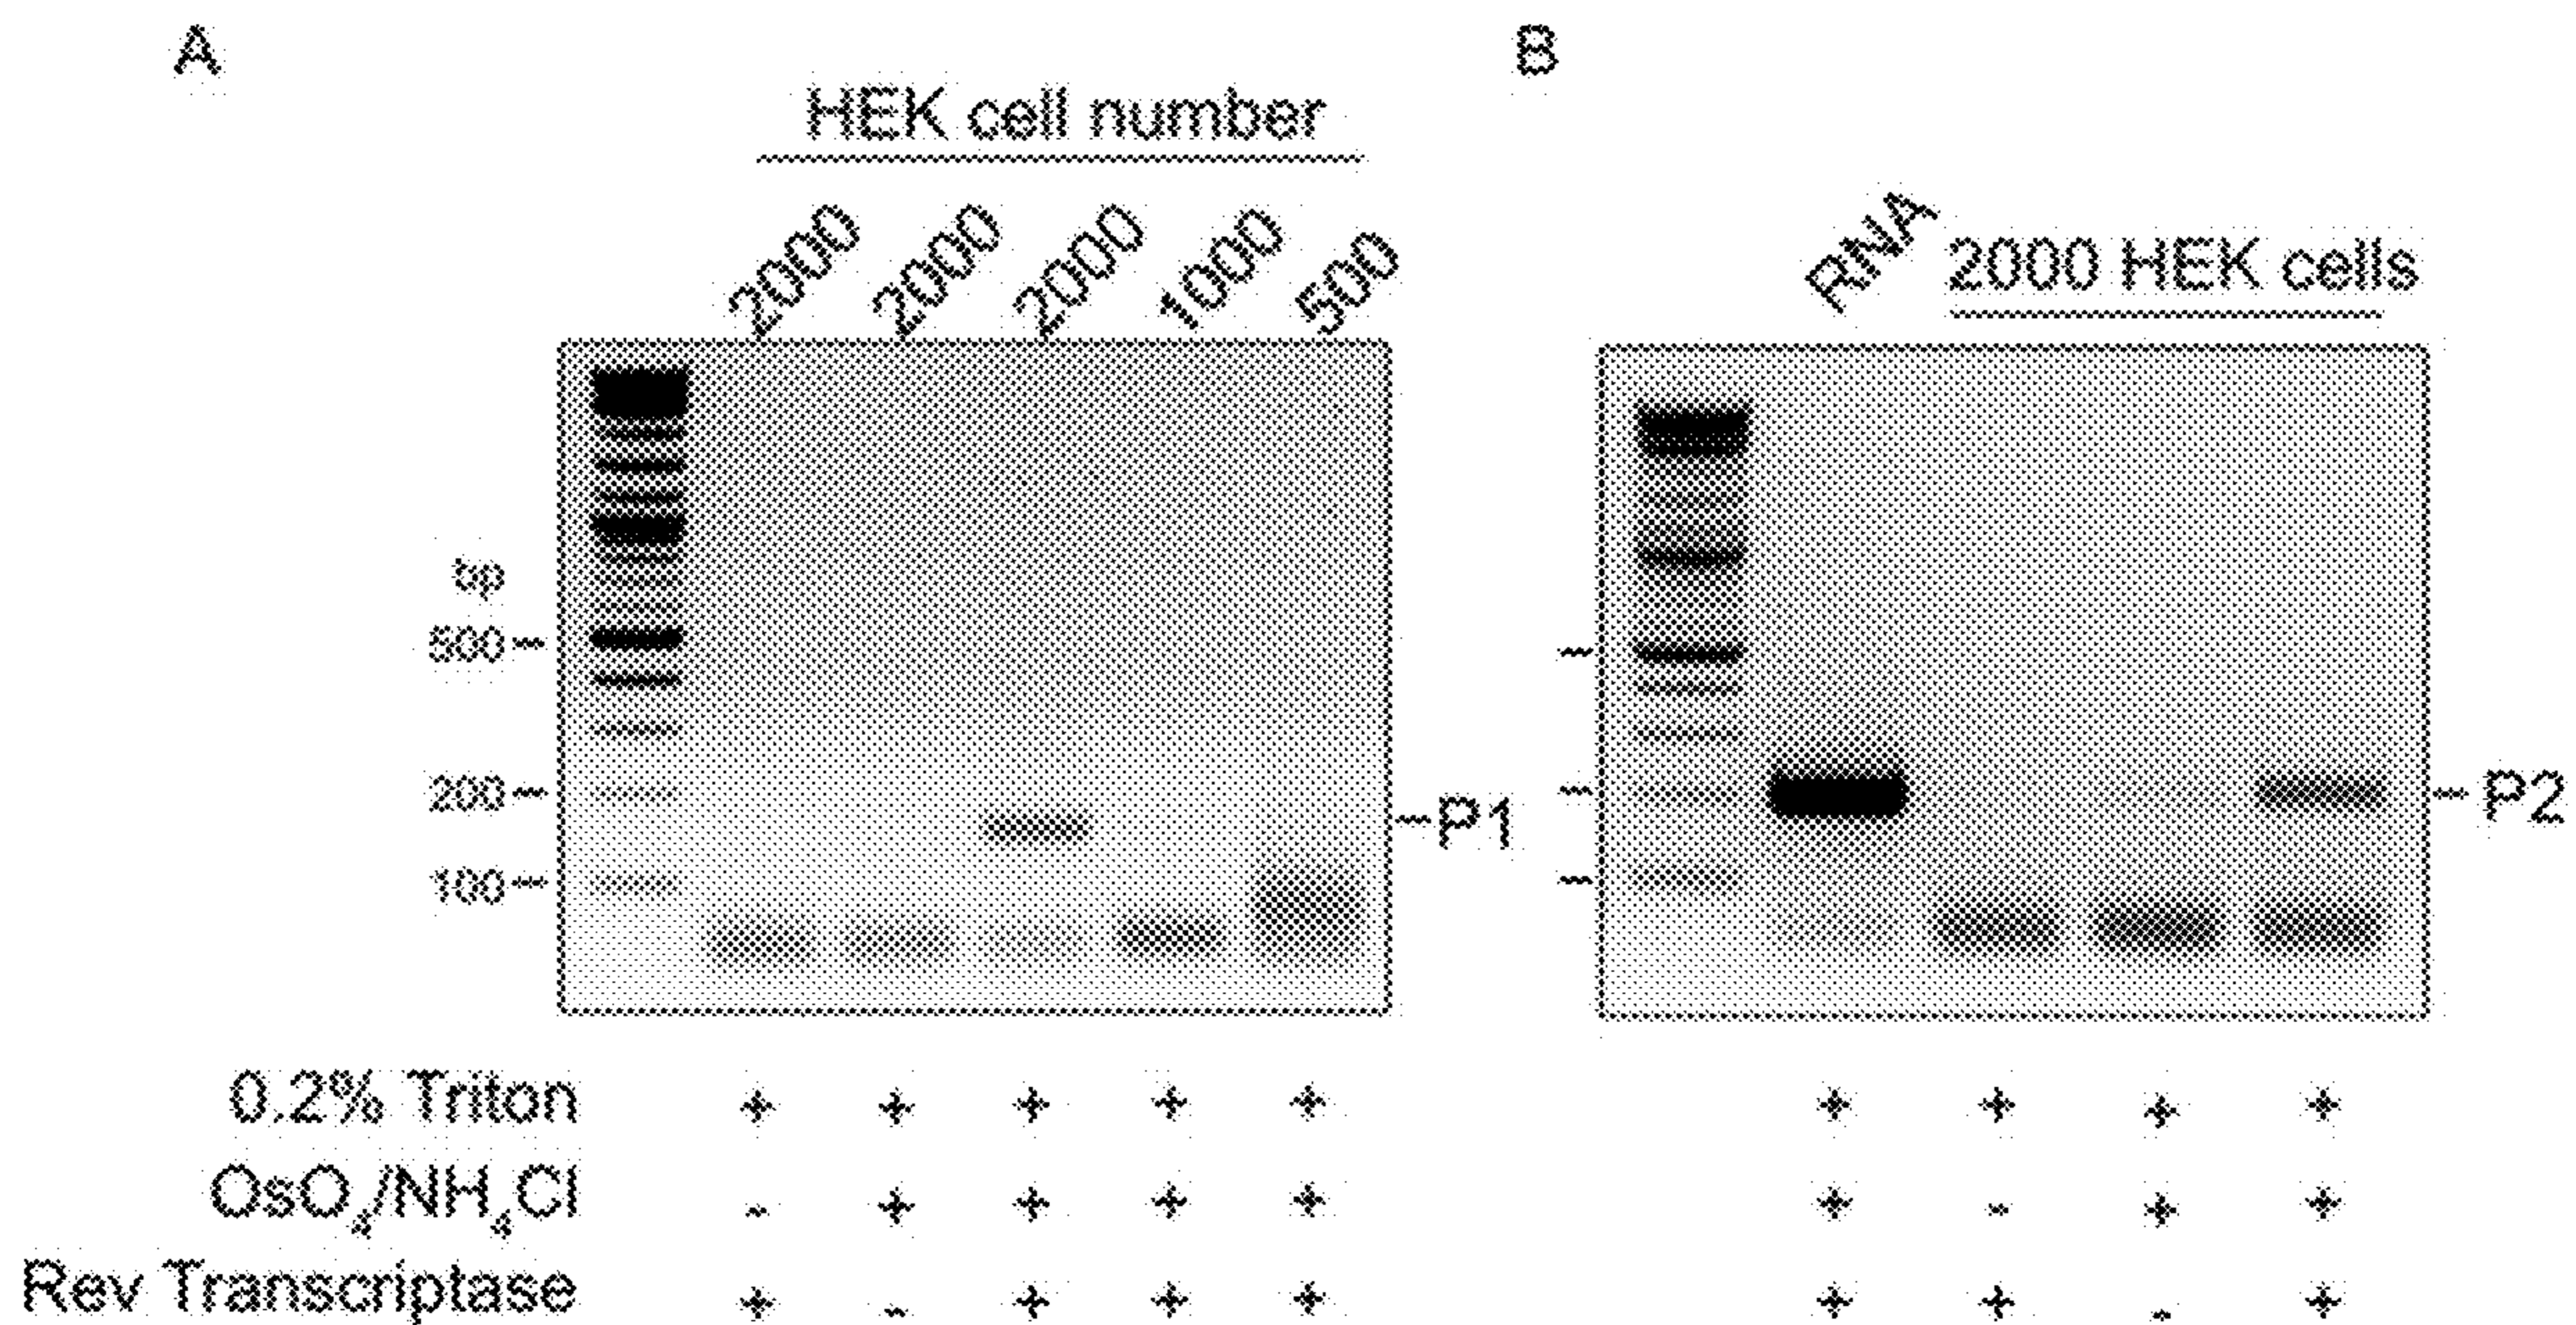 A
B
HEK cell number
2000 2000 2000 1000 500
RNA 2000 HEK cells
bp
500
200
100
P1
P2
0.2% Triton + + + + + + + + +
OsO₄/NH₄Cl - + + + + + - + +
Rev Transcriptase + - + + + + + - +